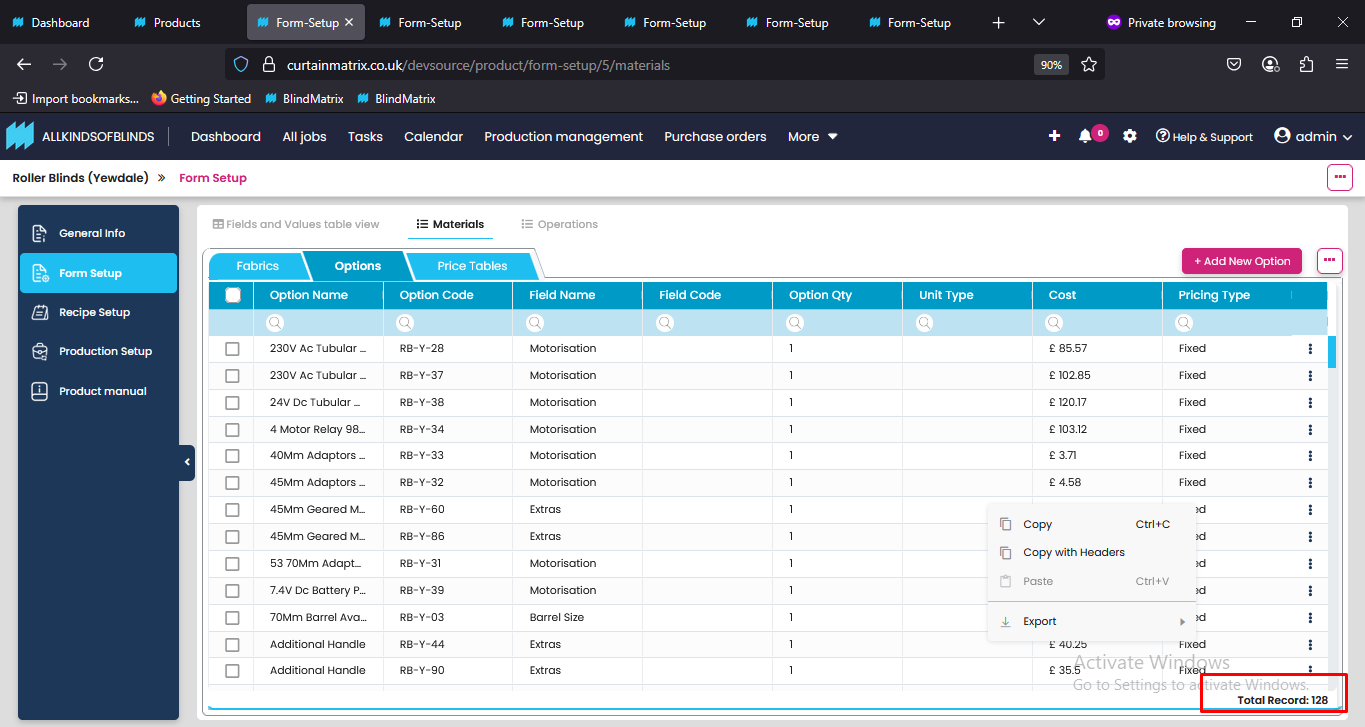 Dashboard Products Form-Setup Form-Setup Form-Setup Form-Setup Form-Setup Form-Setup Private browsing
curtainmatrix.co.uk/devsource/product/form-setup/5/materials 90%
Import bookmarks... Getting Started BlindMatrix BlindMatrix
ALLKINDSOFBLINDS Dashboard All jobs Tasks Calendar Production management Purchase orders More 0 Help & Support admin
Roller Blinds (Yewdale) » Form Setup
General Info
Form Setup
Recipe Setup
Production Setup
Product manual
Fields and Values table view Materials Operations
Fabrics Options Price Tables + Add New Option
Option Name Option Code Field Name Field Code Option Qty Unit Type Cost Pricing Type
230V Ac Tubular ... RB-Y-28 Motorisation 1 £ 85.57 Fixed
230V Ac Tubular ... RB-Y-37 Motorisation 1 £ 102.85 Fixed
24V Dc Tubular ... RB-Y-38 Motorisation 1 £ 120.17 Fixed
4 Motor Relay 98... RB-Y-34 Motorisation 1 £ 103.12 Fixed
40Mm Adaptors ... RB-Y-33 Motorisation 1 £ 3.71 Fixed
45Mm Adaptors ... RB-Y-32 Motorisation 1 £ 4.58 Fixed
45Mm Geared M... RB-Y-60 Extras 1 ed
45Mm Geared M... RB-Y-86 Extras 1 ed
53 70Mm Adapt... RB-Y-31 Motorisation 1 ed
7.4V Dc Battery P... RB-Y-39 Motorisation 1 ed
70Mm Barrel Ava... RB-Y-03 Barrel Size 1 ed
Additional Handle RB-Y-44 Extras 1 £ 40.25 Fixed
Additional Handle RB-Y-90 Extras 1 £ 35.5 Fixed
Copy Ctrl+C
Copy with Headers
Paste Ctrl+V
Export
Activate Windows
Go to Settings to activate Windows.
Total Record: 128